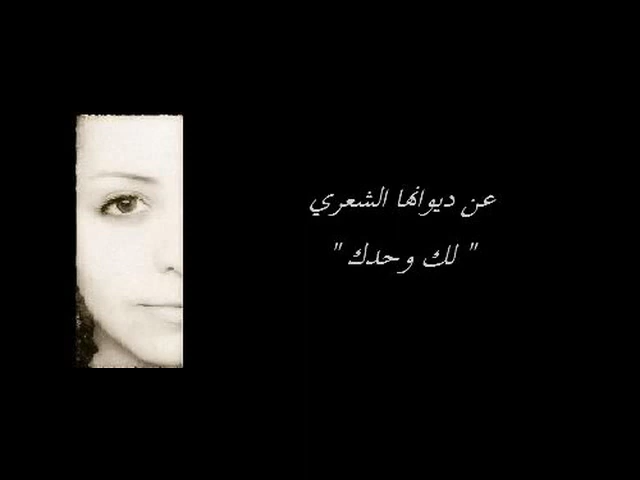 عن ديوانها الشعري
" لك وحدك "